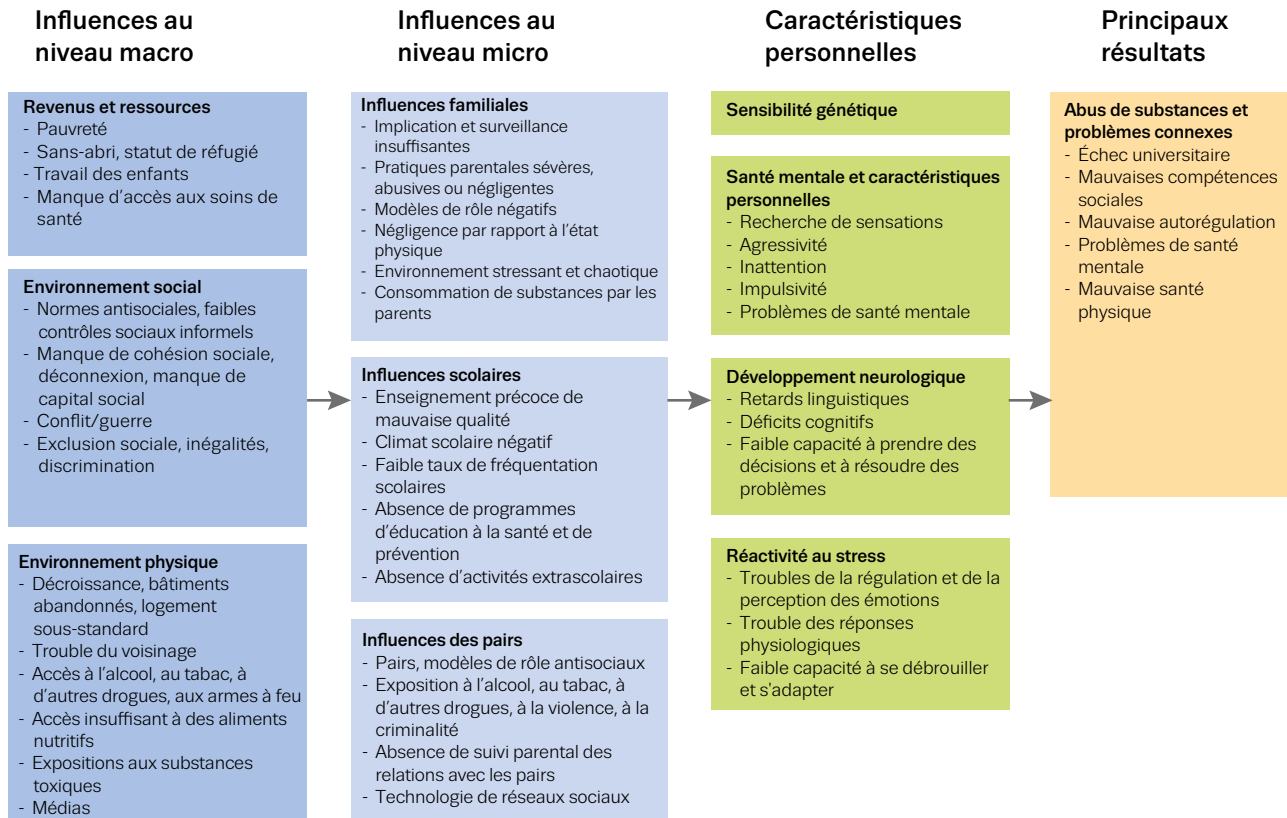 Influences au
niveau macro
Revenus et ressources
- Pauvreté
- Sans-abri, statut de réfugié
- Travail des enfants
- Manque d'accès aux soins de
santé
Environnement social
- Normes antisociales, faibles
contrôles sociaux informels
- Manque de cohésion sociale,
déconnexion, manque de
capital social
- Conflit/guerre
- Exclusion sociale, inégalités,
discrimination
Environnement physique
- Décroissance, bâtiments
abandonnés, logement
sous-standard
- Trouble du voisinage
- Accès à l'alcool, au tabac, à
d'autres drogues, aux armes à feu
- Accès insuffisant à des aliments
nutritifs
- Expositions aux substances
toxiques
- Médias
Influences au
niveau micro
Influences familiales
- Implication et surveillance
insuffisantes
- Pratiques parentales sévères,
abusives ou négligentes
- Modèles de rôle négatifs
- Négligence par rapport à l'état
physique
- Environnement stressant et chaotique
- Consommation de substances par les
parents
Influences scolaires
- Enseignement précoce de
mauvaise qualité
- Climat scolaire négatif
- Faible taux de fréquentation
scolaires
- Absence de programmes
d'éducation à la santé et de
prévention
- Absence d'activités extrascolaires
Influences des pairs
- Pairs, modèles de rôle antisociaux
- Exposition à l'alcool, au tabac, à
d'autres drogues, à la violence, à la
criminalité
- Absence de suivi parental des
relations avec les pairs
- Technologie de réseaux sociaux
Caractéristiques
personnelles
Sensibilité génétique
Santé mentale et caractéristiques
personnelles
- Recherche de sensations
- Agressivité
- Inattention
- Impulsivité
- Problèmes de santé mentale
Développement neurologique
- Retards linguistiques
- Déficits cognitifs
- Faible capacité à prendre des
décisions et à résoudre des
problèmes
Réactivité au stress
- Troubles de la régulation et de la
perception des émotions
- Trouble des réponses
physiologiques
- Faible capacité à se débrouiller
et s'adapter
Principaux
résultats
Abus de substances et
problèmes connexes
- Échec universitaire
- Mauvaises compétences
sociales
- Mauvaise autorégulation
- Problèmes de santé
mentale
- Mauvaise santé
physique